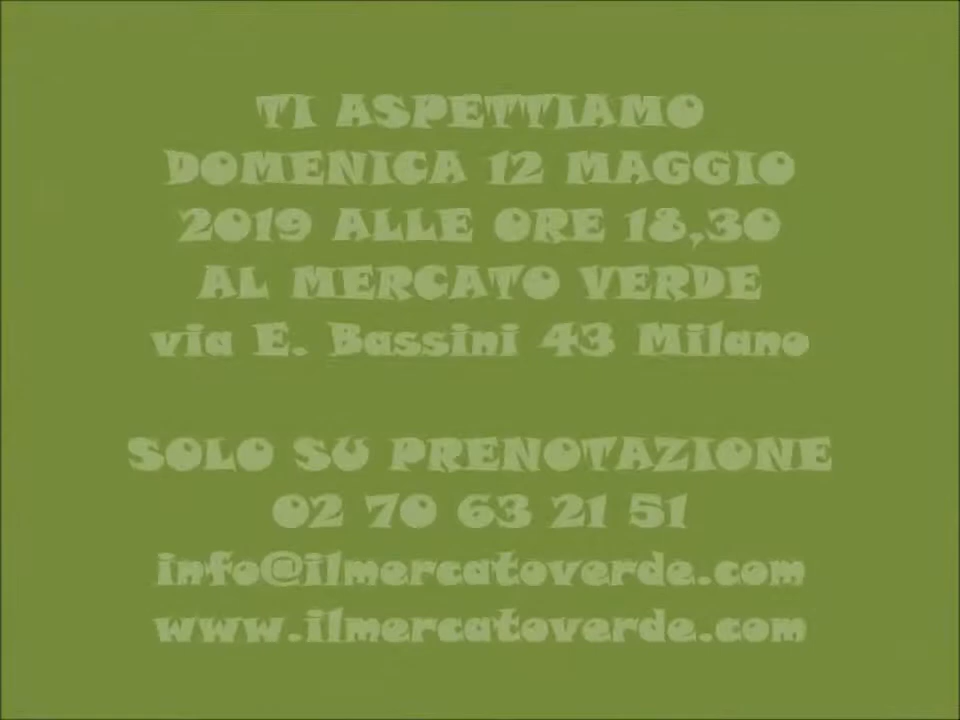 TI ASPETTIAMO
DOMENICA 12 MAGGIO
2019 ALLE ORE 18,30
AL MERCATO VERDE
via E. Bassini 43 Milano
SOLO SU PRENOTAZIONE
02 70 63 21 51
info@ilmercatoverde.com
www.ilmercatoverde.com